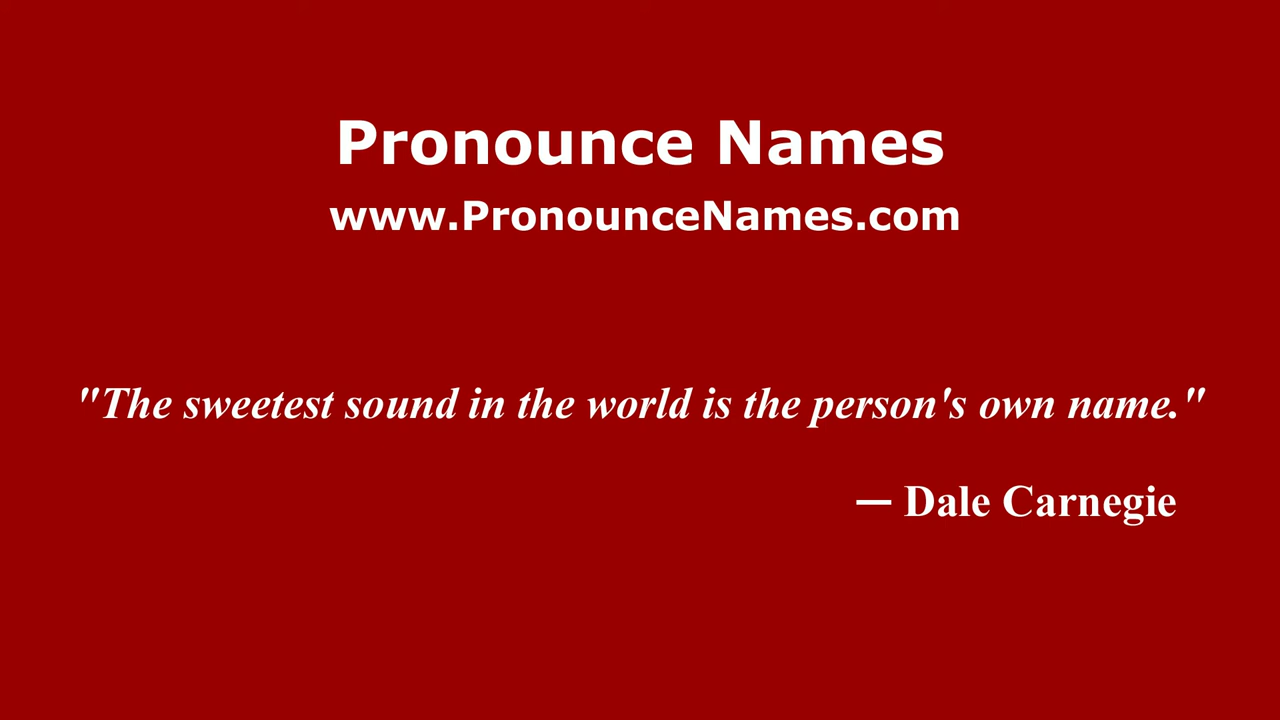 Pronounce Names
www.PronounceNames.com
"The sweetest sound in the world is the person's own name."
— Dale Carnegie